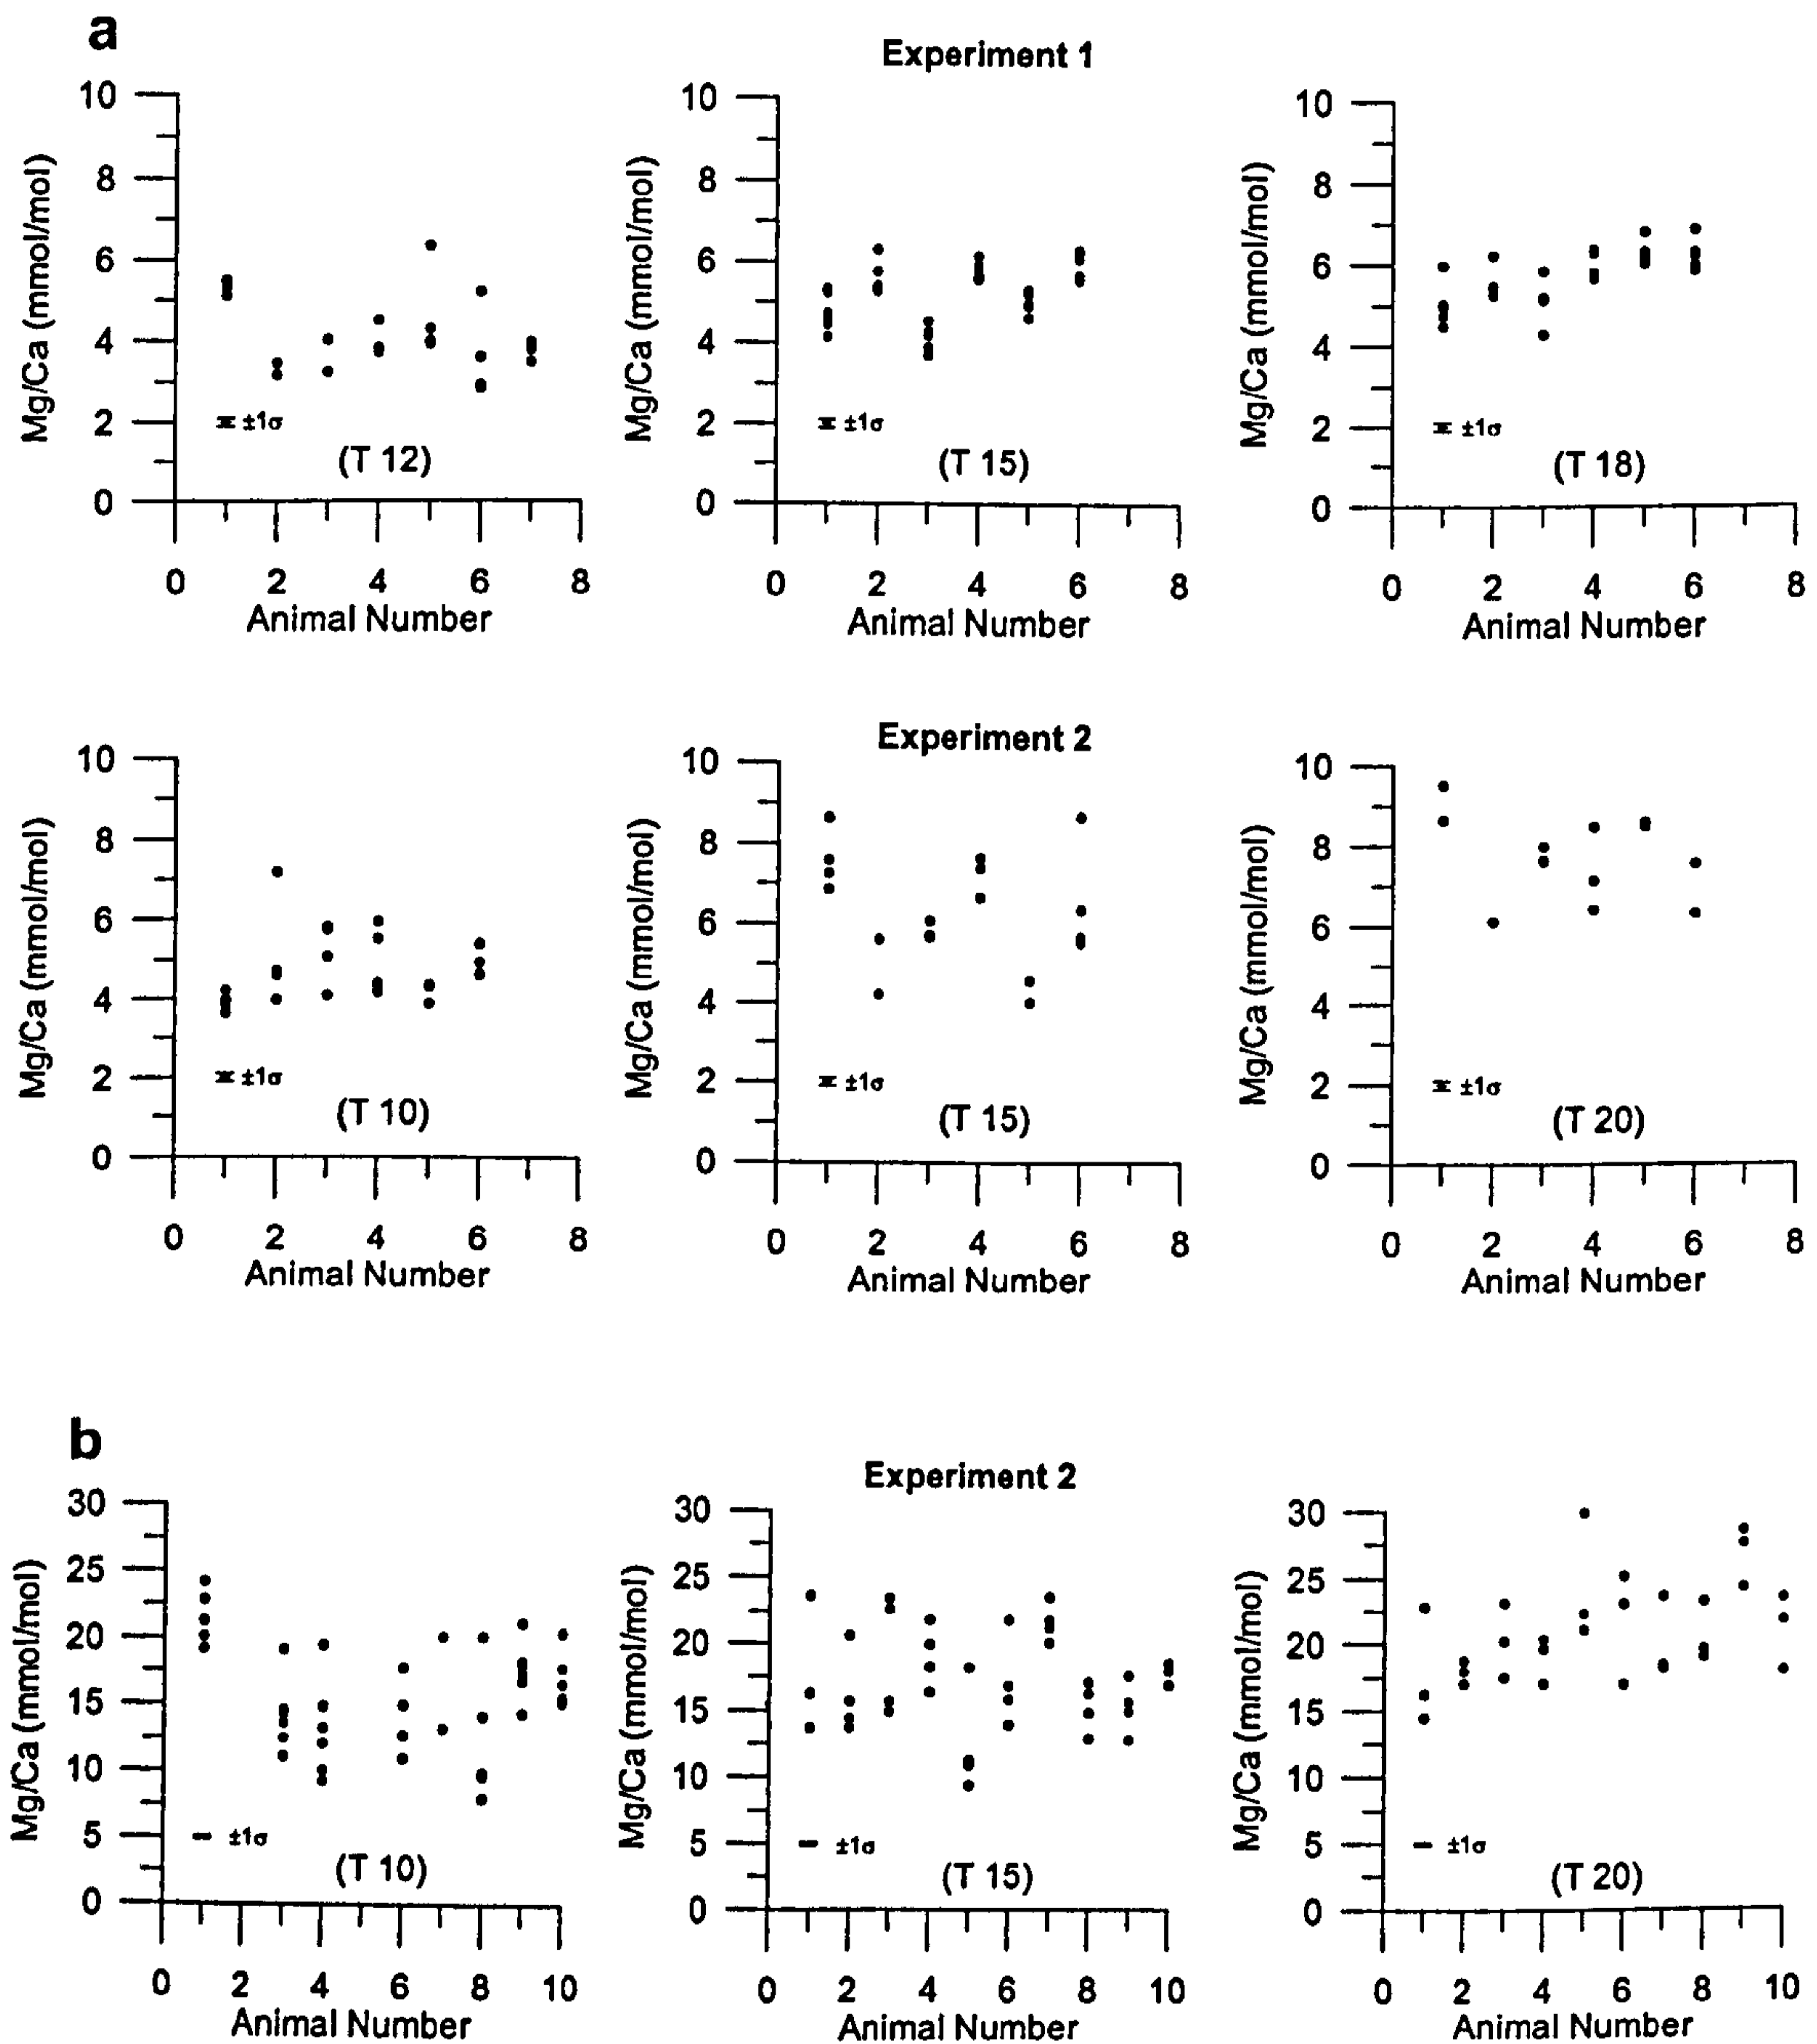 a
Experiment 1
10
8
6
4
2
0
Mg/Ca (mmol/mol)
±1σ
(T 12)
0 2 4 6 8
Animal Number
10
8
6
4
2
0
Mg/Ca (mmol/mol)
±1σ
(T 15)
0 2 4 6 8
Animal Number
10
8
6
4
2
0
Mg/Ca (mmol/mol)
±1σ
(T 18)
0 2 4 6 8
Animal Number
Experiment 2
10
8
6
4
2
0
Mg/Ca (mmol/mol)
±1σ
(T 10)
0 2 4 6 8
Animal Number
10
8
6
4
2
0
Mg/Ca (mmol/mol)
±1σ
(T 15)
0 2 4 6 8
Animal Number
10
8
6
4
2
0
Mg/Ca (mmol/mol)
±1σ
(T 20)
0 2 4 6 8
Animal Number
b
Experiment 2
30
25
20
15
10
5
0
Mg/Ca (mmol/mol)
±1σ
(T 10)
0 2 4 6 8 10
Animal Number
30
25
20
15
10
5
0
Mg/Ca (mmol/mol)
±1σ
(T 15)
0 2 4 6 8 10
Animal Number
30
25
20
15
10
5
0
Mg/Ca (mmol/mol)
±1σ
(T 20)
0 2 4 6 8 10
Animal Number